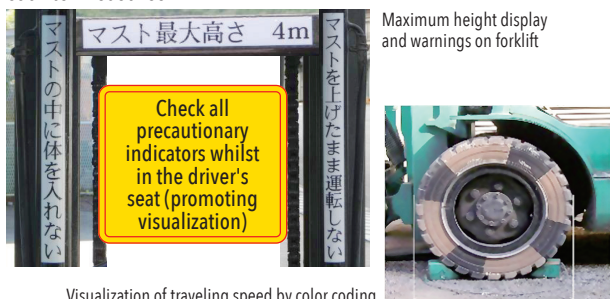 マスト最大高さ 4m
マストの中に体を入れない
マストを上げたまま運転しない
Check all
precautionary
indicators whilst
in the driver's
seat (promoting
visualization)
Maximum height display
and warnings on forklift
Visualization of traveling speed by color coding